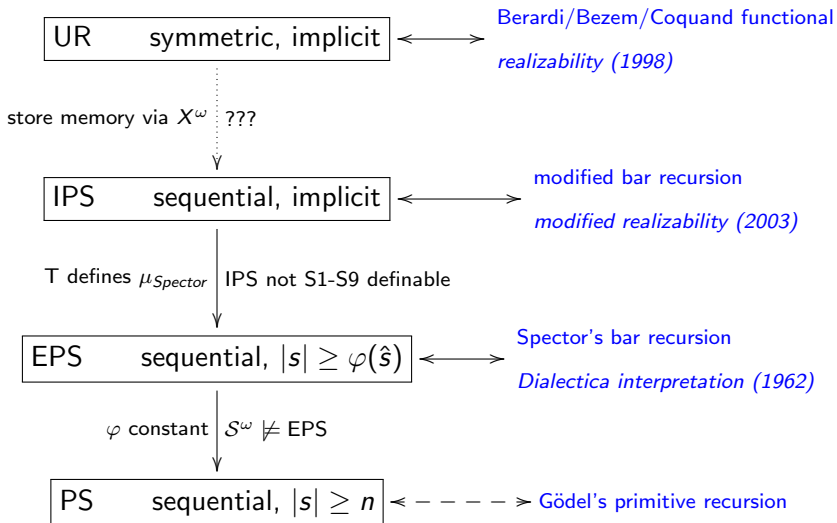 UR symmetric, implicit
Berardi/Bezem/Coquand functional
realizability (1998)
store memory via X^ω ???
IPS sequential, implicit
modified bar recursion
modified realizability (2003)
T defines μ_Spector IPS not S1-S9 definable
EPS sequential, |s| ≥ φ(ŝ)
Spector's bar recursion
Dialectica interpretation (1962)
φ constant 𝒮^ω ⊭ EPS
PS sequential, |s| ≥ n
Gödel's primitive recursion